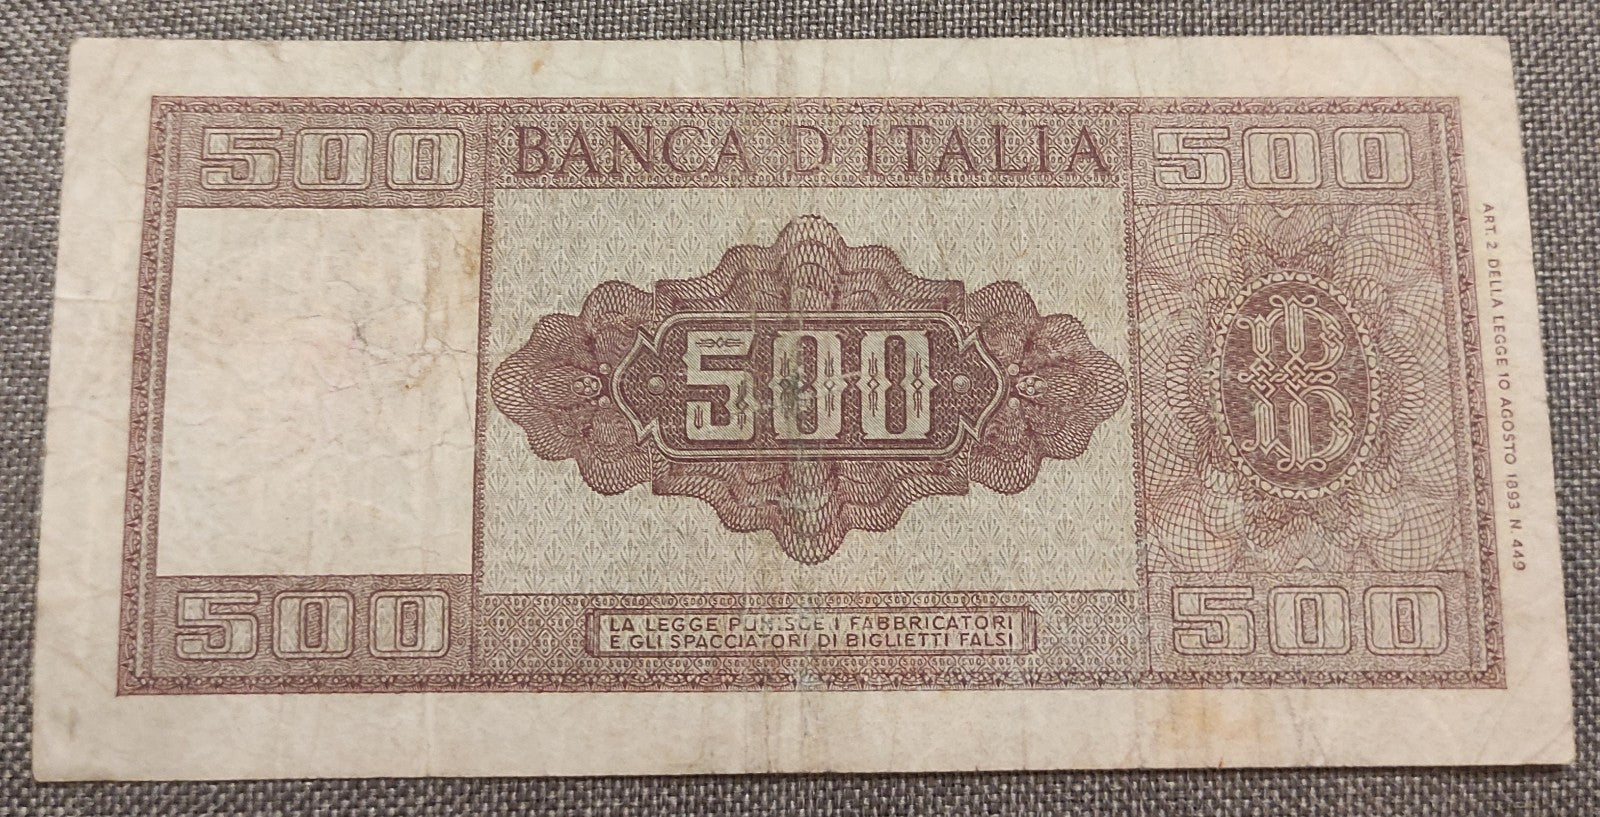 500
BANCA D'ITALIA
500
500
B
ART. 2 DELLA LEGGE 10 AGOSTO 1893 N. 449
500
LA LEGGE PUNISCE I FABBRICATORI
E GLI SPACCIATORI DI BIGLIETTI FALSI
500